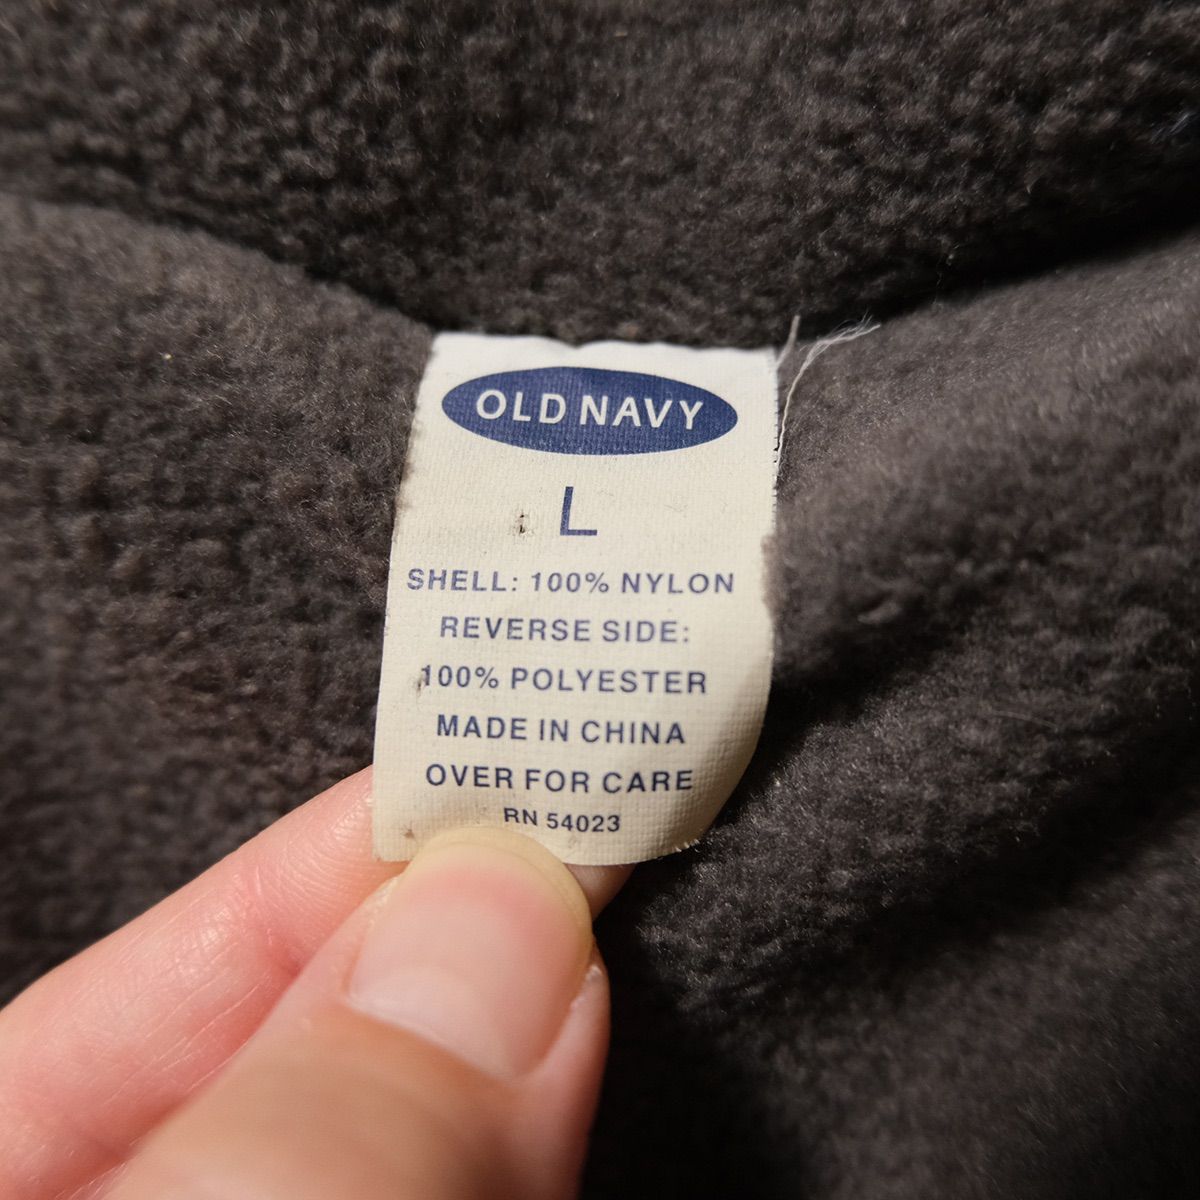 OLD NAVY
L
SHELL: 100% NYLON
REVERSE SIDE:
100% POLYESTER
MADE IN CHINA
OVER FOR CARE
RN 54023